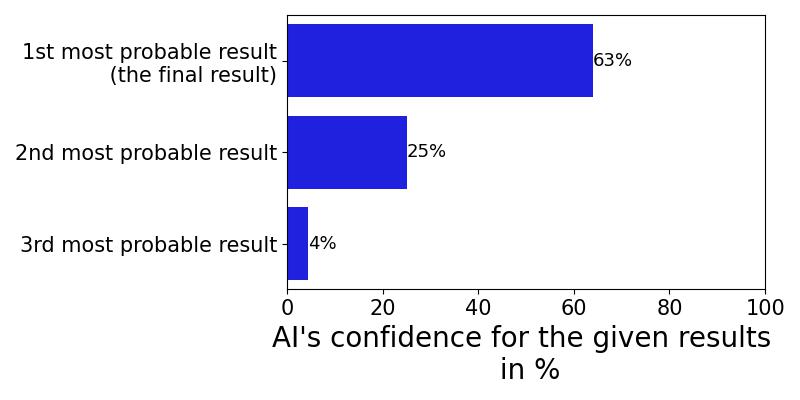 1st most probable result
(the final result)
63%
2nd most probable result
25%
3rd most probable result
4%
0 20 40 60 80 100
AI's confidence for the given results
in %